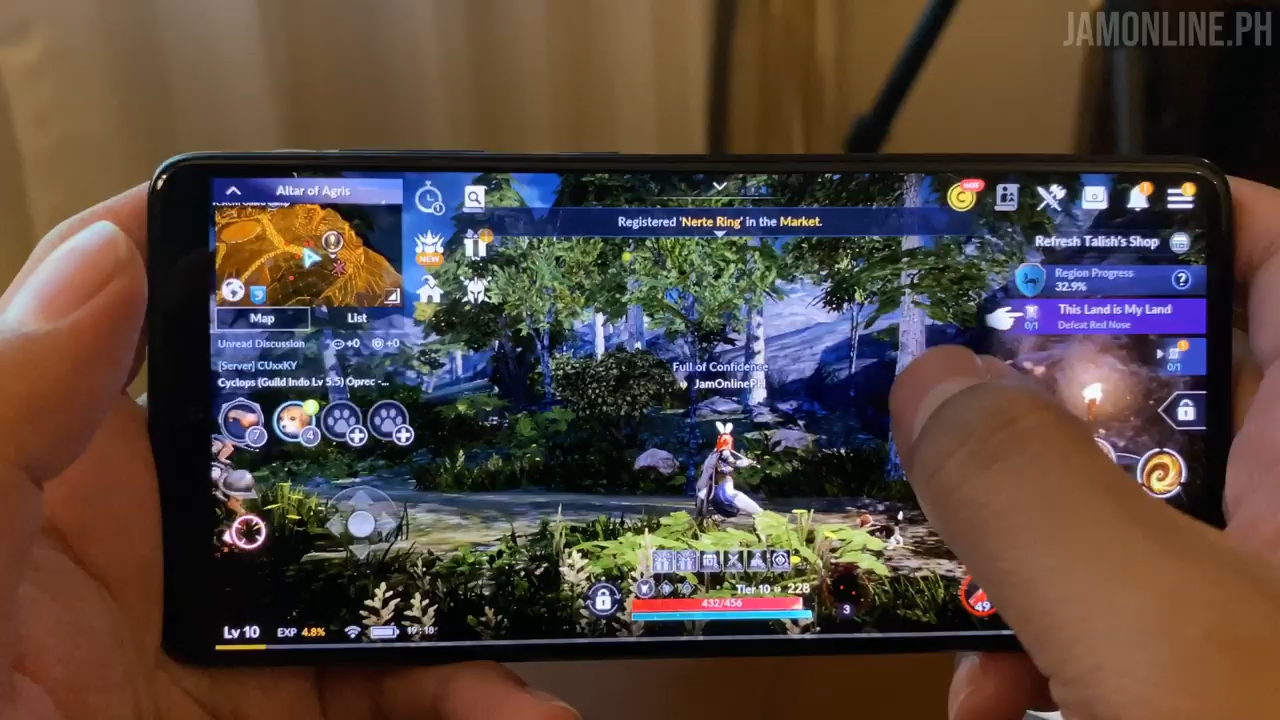 JAMONLINE.PH
Altar of Agris
Map
List
Unread Discussion
+0
+0
[Server] CUxxKY
Cyclops (Guild Indo Lv 5.5) Oprec -...
7
4
1
NEW
Registered 'Nerte Ring' in the Market.
HOT
C
Refresh Talish's Shop
Region Progress
32.9%
?
This Land is My Land
Defeat Red Nose
0/1
0/1
Full of Confidence
JamOnlinePH
Tier 10
228
432/456
3
49
Lv 10
EXP 4.8%
19:18